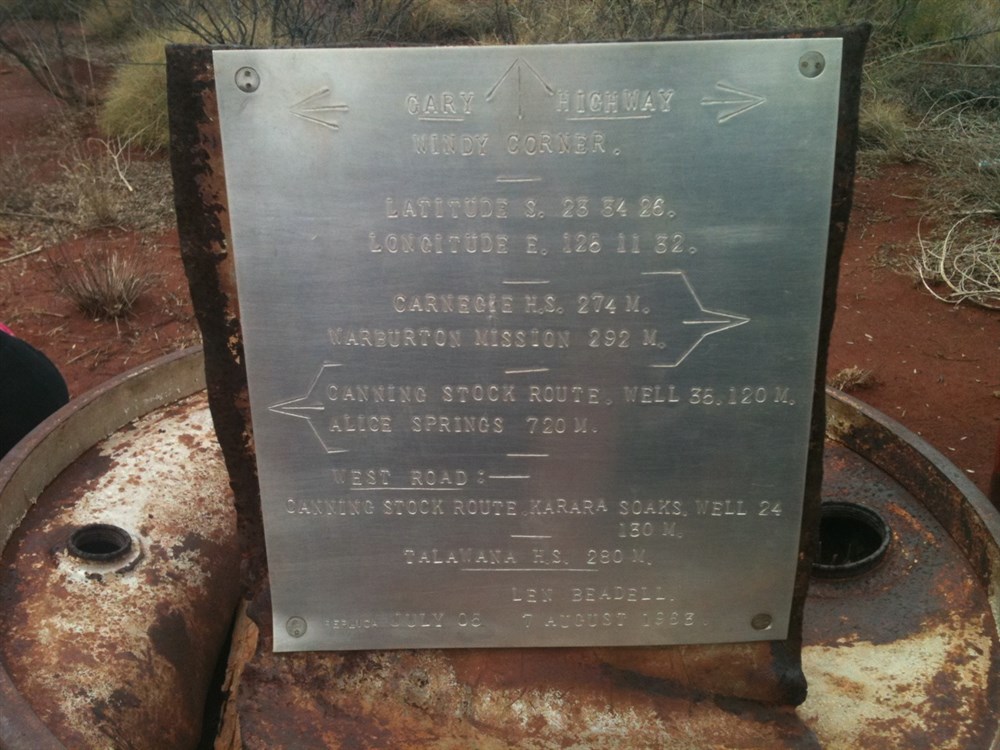 GARY HIGHWAY
WINDY CORNER.
LATITUDE S. 23 34 26.
LONGITUDE E. 125 11 32.
CARNEGIE H.S. 274 M.
WARBURTON MISSION 292 M.
CANNING STOCK ROUTE, WELL 35, 120 M.
ALICE SPRINGS 720 M.
WEST ROAD:—
CANNING STOCK ROUTE, KARARA SOAKS, WELL 24
130 M.
TALAWANA H.S. 280 M.
LEN BEADELL.
REPLICA JULY 08 7 AUGUST 1963.